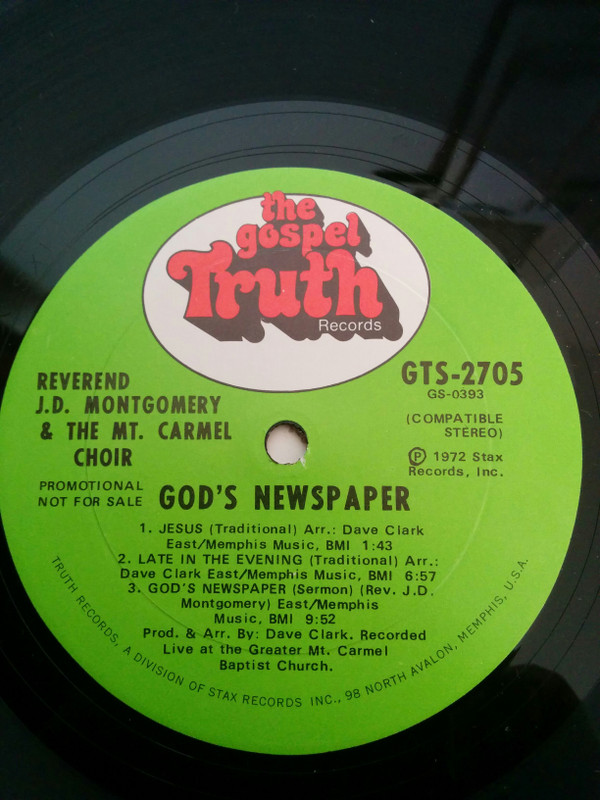 the
gospel
Truth
Records
REVEREND
J.D. MONTGOMERY
& THE MT. CARMEL
CHOIR
GTS-2705
GS-0393
(COMPATIBLE
STEREO)
Ⓟ 1972 Stax
Records, Inc.
PROMOTIONAL
NOT FOR SALE
GOD'S NEWSPAPER
1. JESUS (Traditional) Arr.: Dave Clark
East/Memphis Music, BMI 1:43
2. LATE IN THE EVENING (Traditional) Arr.:
Dave Clark East/Memphis Music, BMI 6:57
3. GOD'S NEWSPAPER (Sermon) (Rev. J.D.
Montgomery) East/Memphis
Music, BMI 9:52
Prod. & Arr. By: Dave Clark. Recorded
Live at the Greater Mt. Carmel
Baptist Church.
TRUTH RECORDS, A DIVISION OF STAX RECORDS INC., 98 NORTH AVALON, MEMPHIS, U.S.A.